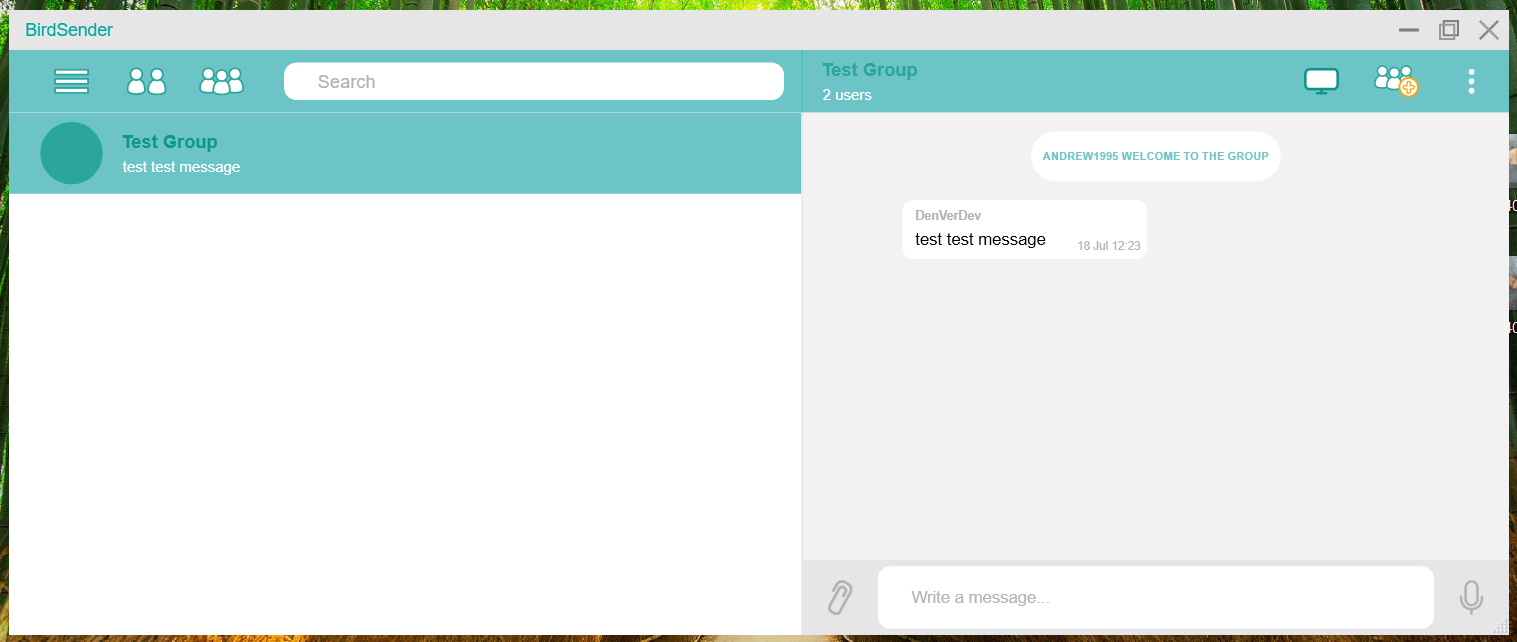 BirdSender
Search
Test Group
test test message
Test Group
2 users
ANDREW1995 WELCOME TO THE GROUP
DenVerDev
test test message
18 Jul 12:23
Write a message...